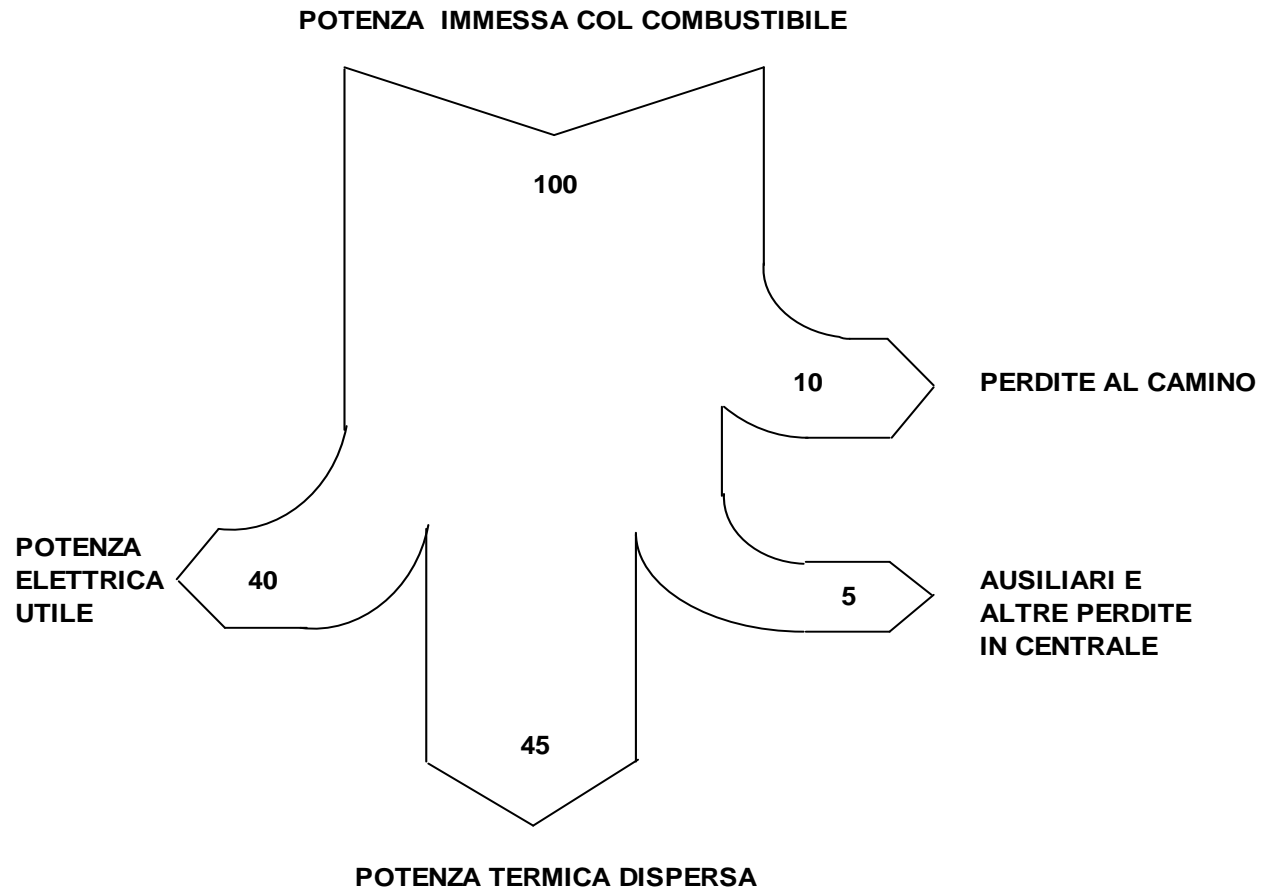 POTENZA IMMESSA COL COMBUSTIBILE
100
10
PERDITE AL CAMINO
POTENZA
ELETTRICA
UTILE
40
5
AUSILIARI E
ALTRE PERDITE
IN CENTRALE
45
POTENZA TERMICA DISPERSA